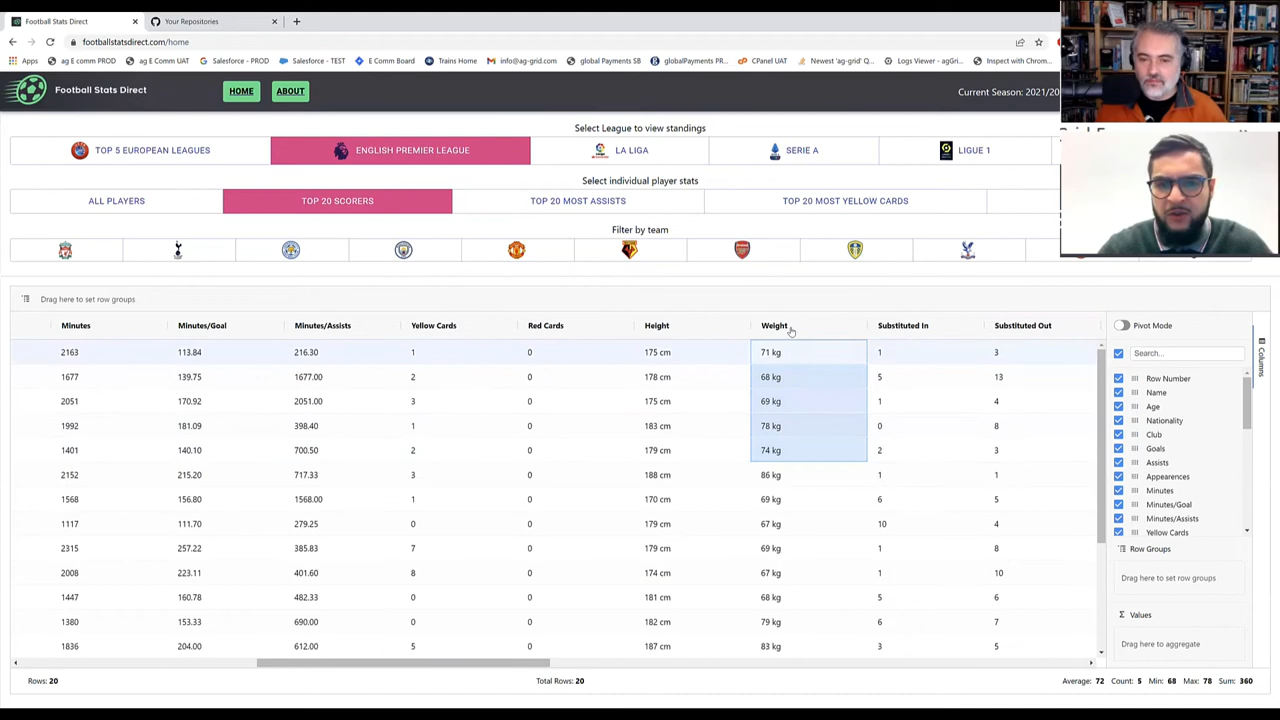 Football Stats Direct
Your Repositories
footballstatsdirect.com/home
Apps
ag E comm PROD
ag E Comm UAT
Salesforce - PROD
Salesforce - TEST
E Comm Board
Trains Home
info@ag-grid.com
global Payments SB
globalPayments PR...
CPanel UAT
Newest 'ag-grid' Q...
Logs Viewer - agGri...
Inspect with Chrom...
Football Stats Direct
HOME
ABOUT
Current Season: 2021/20
Select League to view standings
TOP 5 EUROPEAN LEAGUES
ENGLISH PREMIER LEAGUE
LA LIGA
SERIE A
LIGUE 1
Select individual player stats
ALL PLAYERS
TOP 20 SCORERS
TOP 20 MOST ASSISTS
TOP 20 MOST YELLOW CARDS
Filter by team
Drag here to set row groups
Minutes Minutes/Goal Minutes/Assists Yellow Cards Red Cards Height Weight Substituted In Substituted Out
2163 113.84 216.30 1 0 175 cm 71 kg 1 3
1677 139.75 1677.00 2 0 178 cm 68 kg 5 13
2051 170.92 2051.00 3 0 175 cm 69 kg 1 4
1992 181.09 398.40 1 0 183 cm 78 kg 0 8
1401 140.10 700.50 2 0 179 cm 74 kg 2 3
2152 215.20 717.33 3 0 188 cm 86 kg 1 1
1568 156.80 1568.00 1 0 170 cm 69 kg 6 5
1117 111.70 279.25 0 0 179 cm 67 kg 10 4
2315 257.22 385.83 7 0 179 cm 69 kg 1 8
2008 223.11 401.60 8 0 174 cm 67 kg 1 10
1447 160.78 482.33 0 0 181 cm 68 kg 5 6
1380 153.33 690.00 0 0 182 cm 79 kg 6 7
1836 204.00 612.00 5 0 187 cm 83 kg 3 5
Pivot Mode
Search...
Row Number
Name
Age
Nationality
Club
Goals
Assists
Appearences
Minutes
Minutes/Goal
Minutes/Assists
Yellow Cards
Row Groups
Drag here to set row groups
Values
Drag here to aggregate
Columns
Rows: 20
Total Rows: 20
Average: 72 Count: 5 Min: 68 Max: 78 Sum: 360